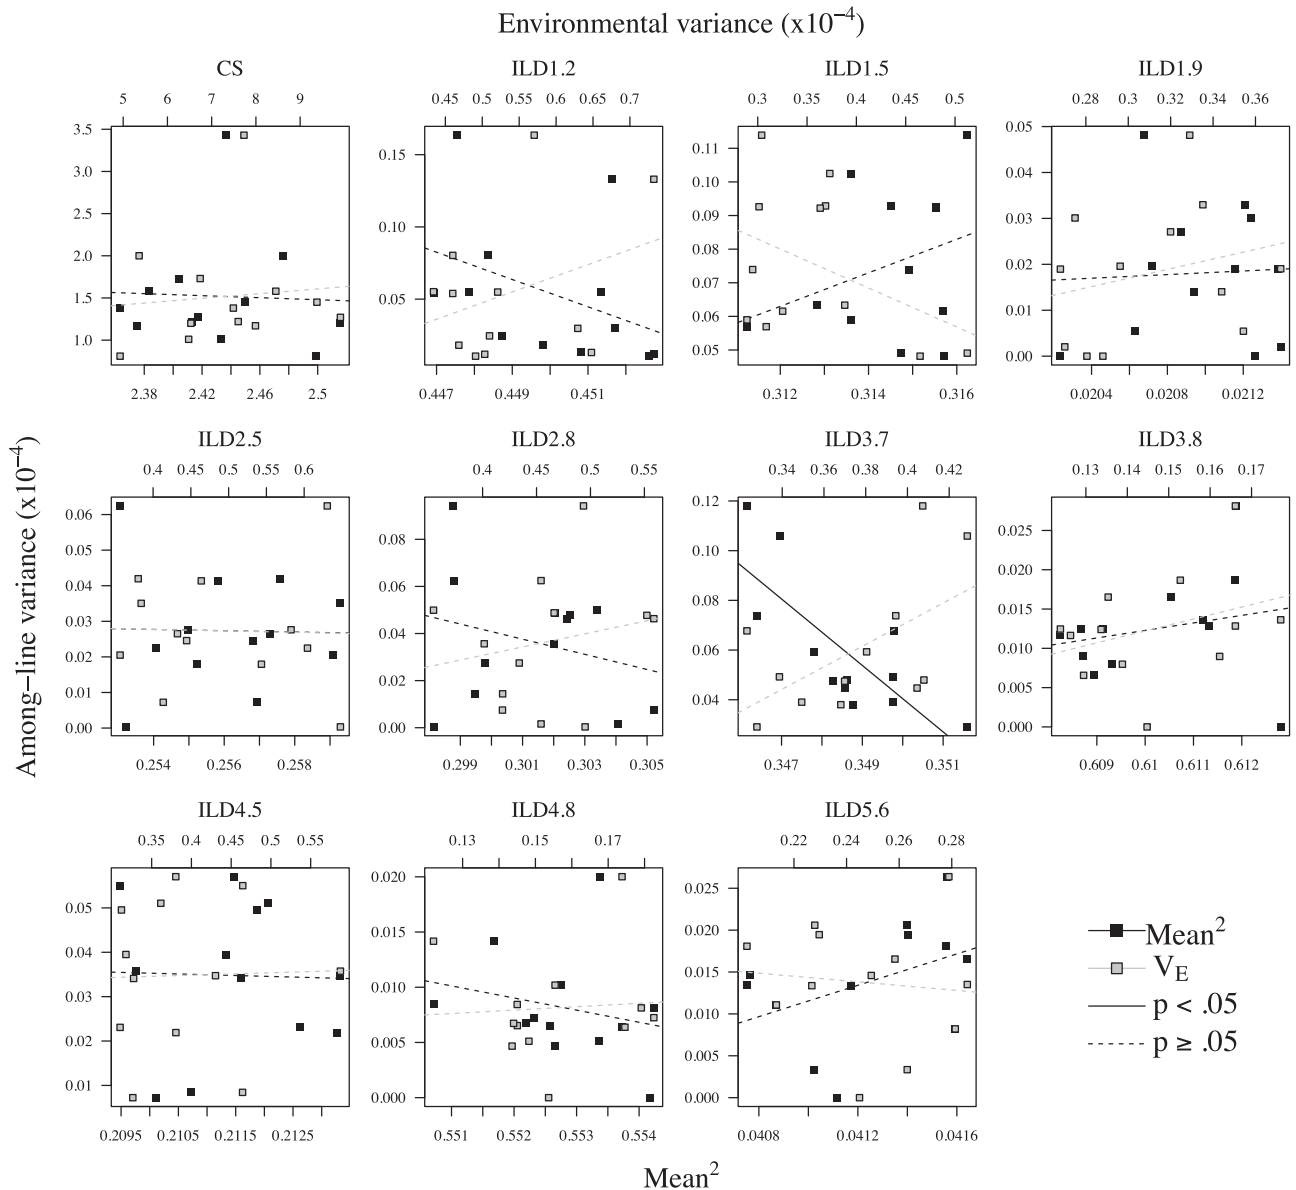 Environmental variance (x10−4)
CS ILD1.2 ILD1.5 ILD1.9
5 6 7 8 9 0.45 0.5 0.55 0.6 0.65 0.7 0.3 0.35 0.4 0.45 0.5 0.28 0.3 0.32 0.34 0.36
3.5 0.15 0.11 0.05
3.0 0.10 0.10 0.04
2.5 0.05 0.09 0.03
2.0 0.08 0.02
1.5 0.07 0.01
1.0 0.06 0.00
0.05
2.38 2.42 2.46 2.5 0.447 0.449 0.451 0.312 0.314 0.316 0.0204 0.0208 0.0212
ILD2.5 ILD2.8 ILD3.7 ILD3.8
0.4 0.45 0.5 0.55 0.6 0.4 0.45 0.5 0.55 0.34 0.36 0.38 0.4 0.42 0.13 0.14 0.15 0.16 0.17
Among−line variance (x10−4)
0.06 0.08 0.12 0.025
0.05 0.06 0.10 0.020
0.04 0.04 0.08 0.015
0.03 0.02 0.06 0.010
0.02 0.00 0.04 0.005
0.01 0.000
0.00
0.254 0.256 0.258 0.299 0.301 0.303 0.305 0.347 0.349 0.351 0.609 0.61 0.611 0.612
ILD4.5 ILD4.8 ILD5.6
0.35 0.4 0.45 0.5 0.55 0.13 0.15 0.17 0.22 0.24 0.26 0.28
0.05 0.020 0.025
0.04 0.015 0.020
0.03 0.010 0.015
0.02 0.005 0.010
0.01 0.000 0.005
0.000
0.2095 0.2105 0.2115 0.2125 0.551 0.552 0.553 0.554 0.0408 0.0412 0.0416
Mean2
VE
p < .05
p ≥ .05
Mean2